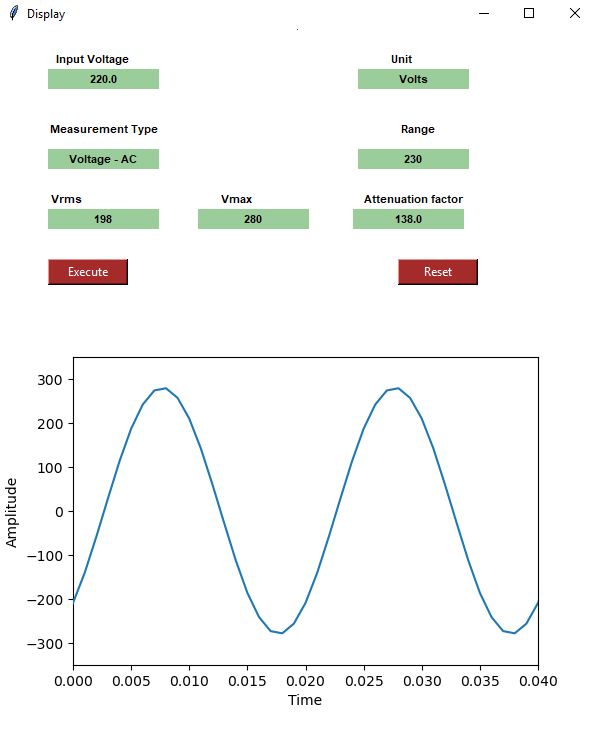 Display
Input Voltage
Unit
220.0
Volts
Measurement Type
Range
Voltage - AC
230
Vrms
Vmax
Attenuation factor
198
280
138.0
Execute
Reset
300
200
100
0
−100
−200
−300
Amplitude
0.000 0.005 0.010 0.015 0.020 0.025 0.030 0.035 0.040
Time